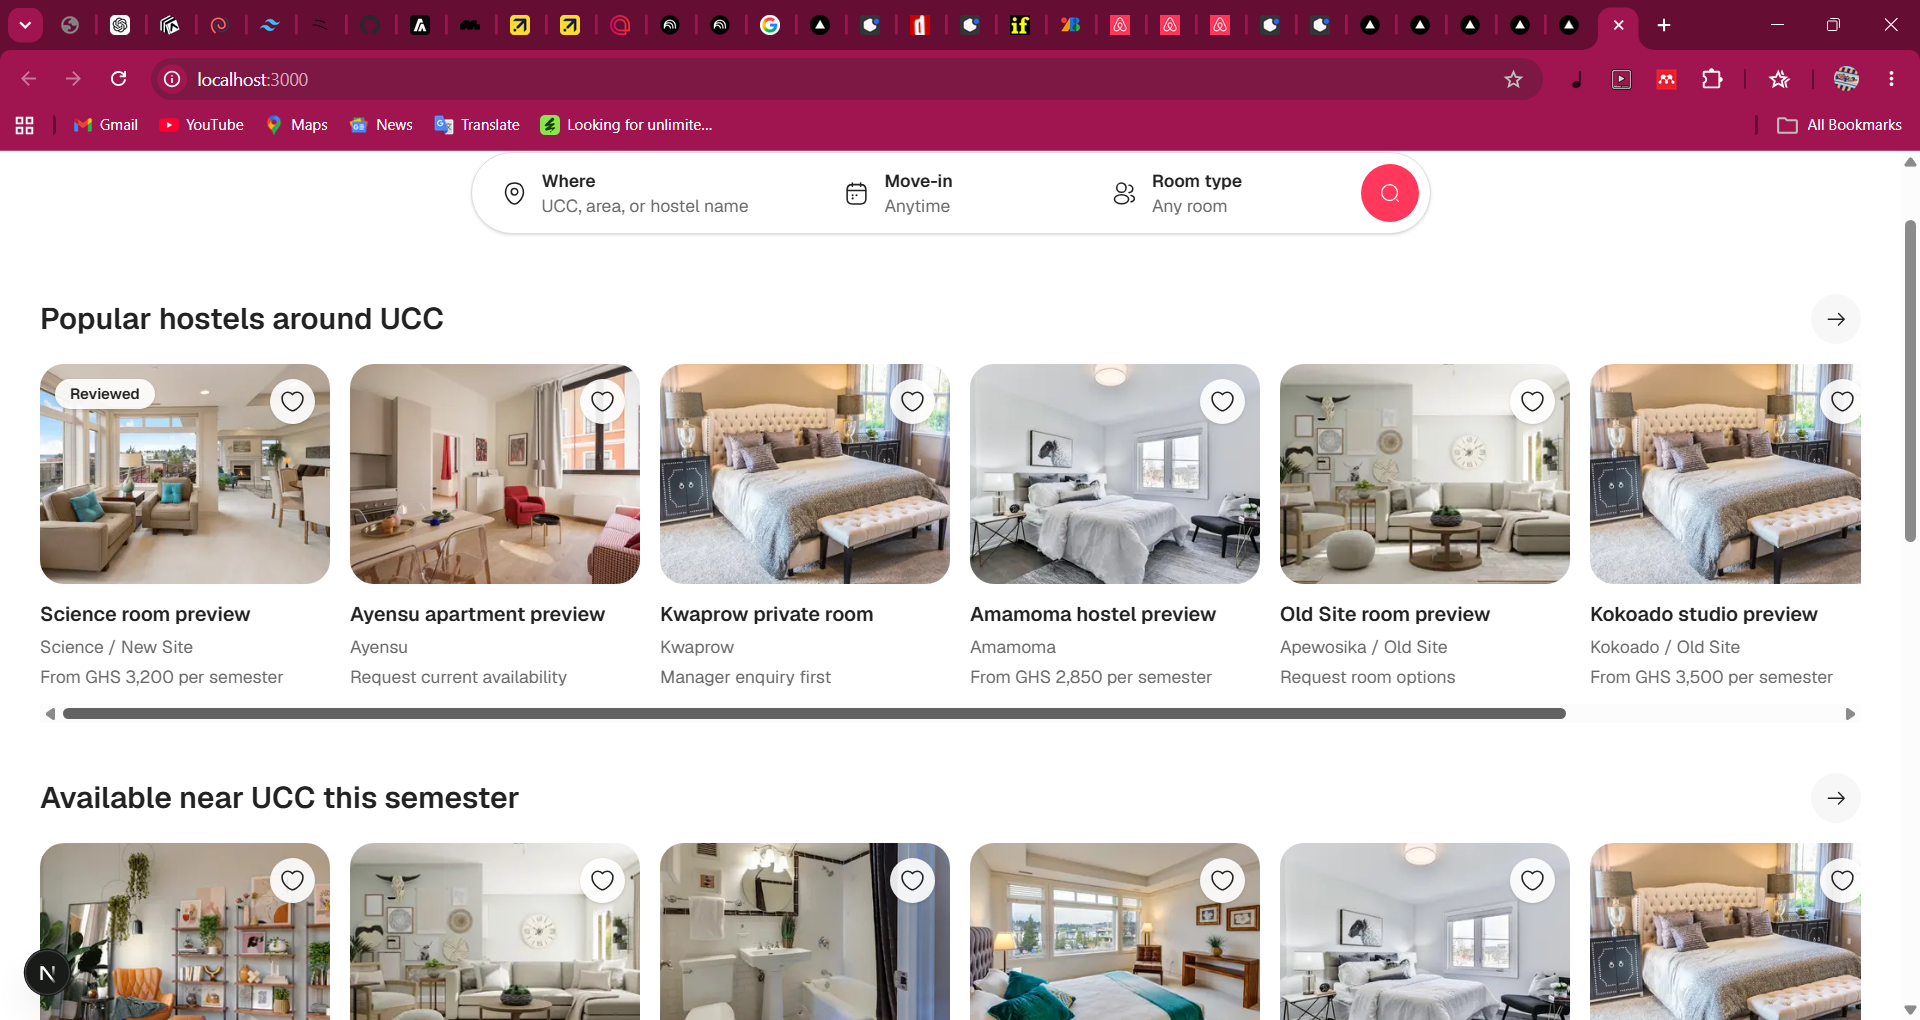 localhost:3000
Gmail
YouTube
Maps
News
Translate
Looking for unlimite...
All Bookmarks
Where
UCC, area, or hostel name
Move-in
Anytime
Room type
Any room
Popular hostels around UCC
Reviewed
Science room preview
Science / New Site
From GHS 3,200 per semester
Ayensu apartment preview
Ayensu
Request current availability
Kwaprow private room
Kwaprow
Manager enquiry first
Amamoma hostel preview
Amamoma
From GHS 2,850 per semester
Old Site room preview
Apewosika / Old Site
Request room options
Kokoado studio preview
Kokoado / Old Site
From GHS 3,500 per semester
Available near UCC this semester
N